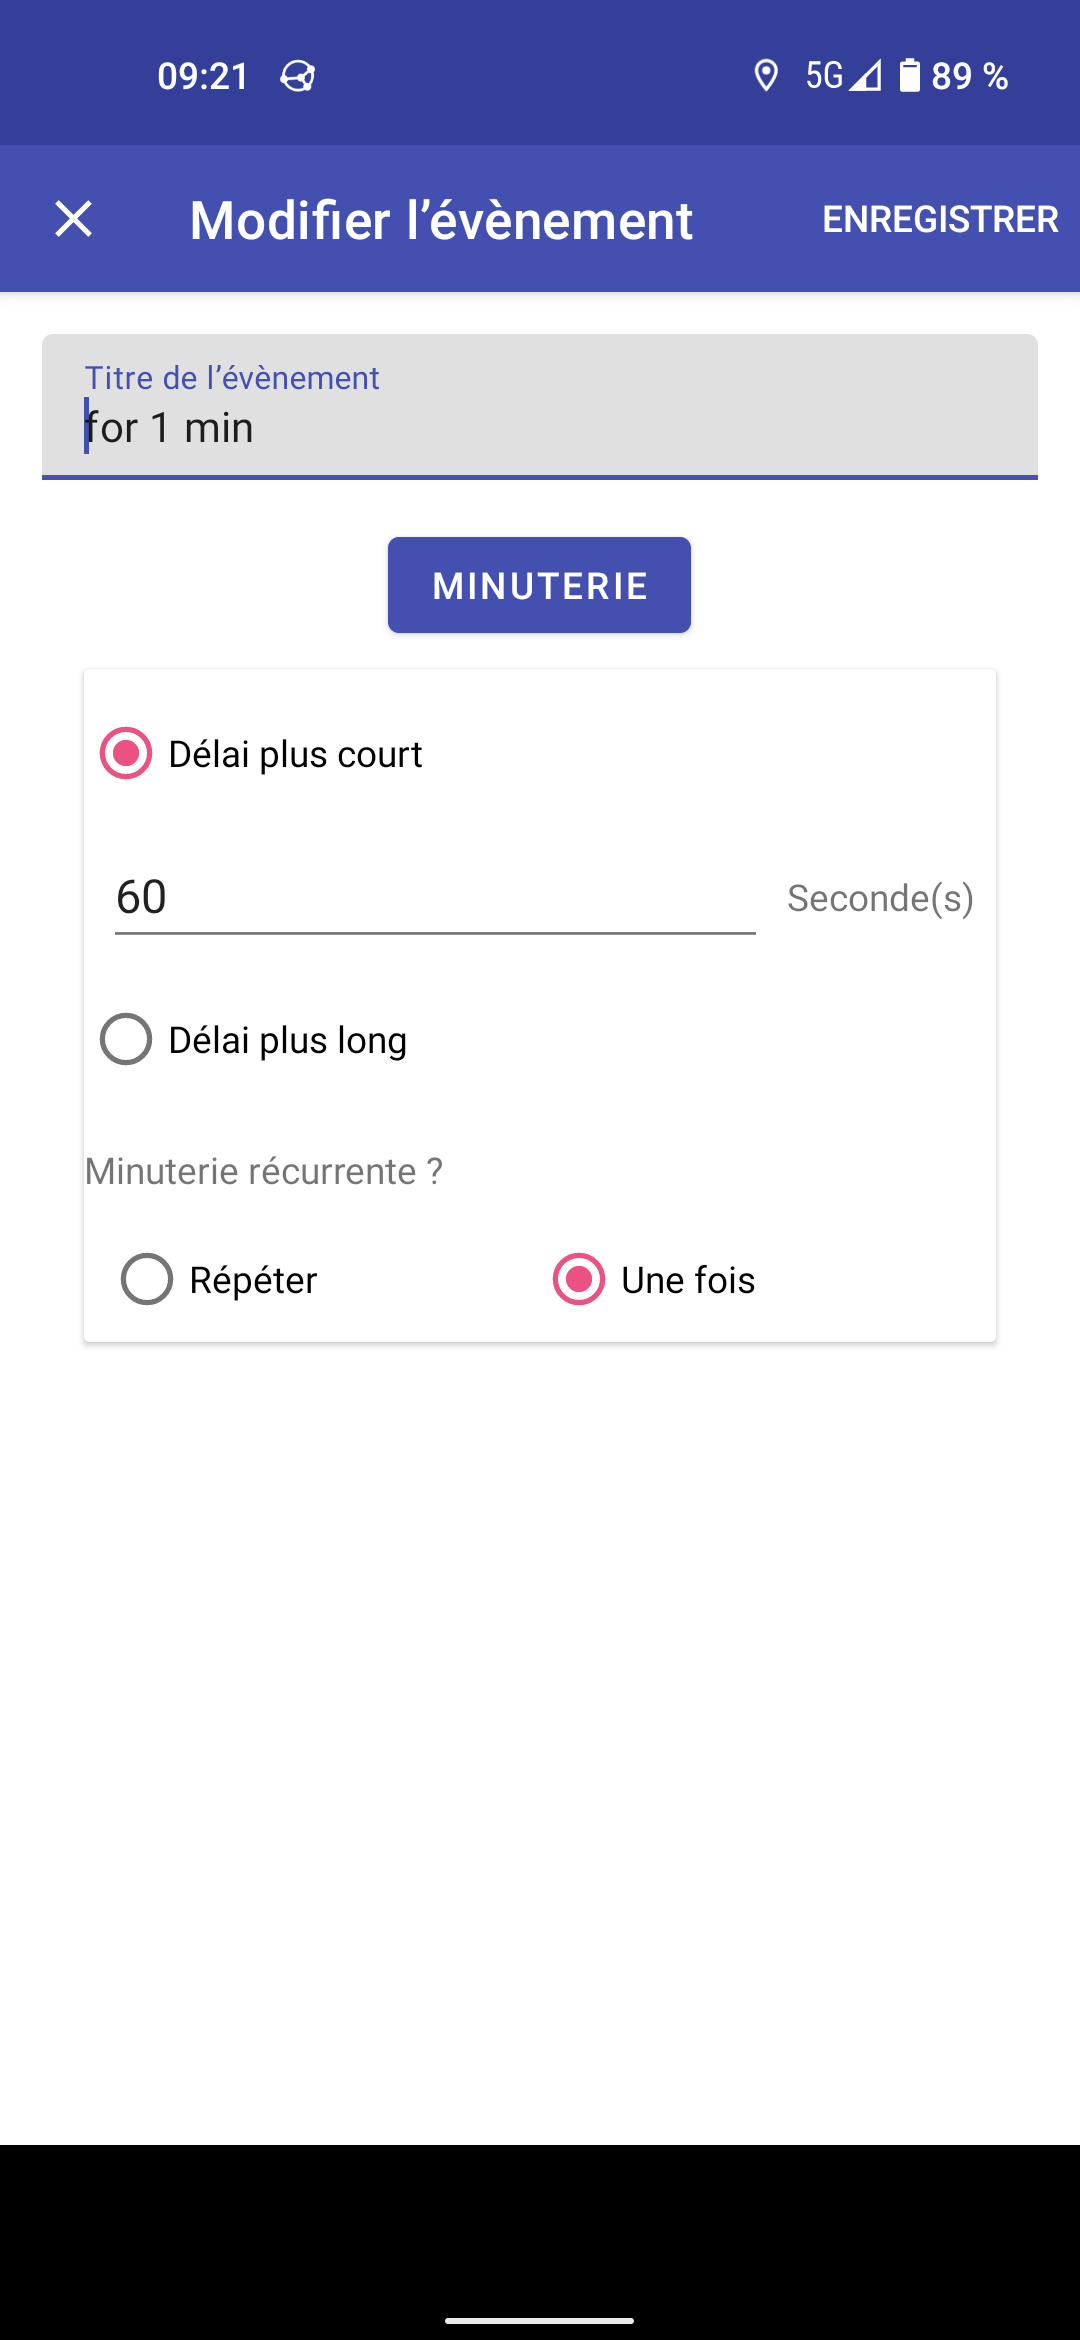 09:21
5G 89 %
Modifier l’évènement
ENREGISTRER
Titre de l’évènement
for 1 min
MINUTERIE
Délai plus court
60 Seconde(s)
Délai plus long
Minuterie récurrente ?
Répéter Une fois